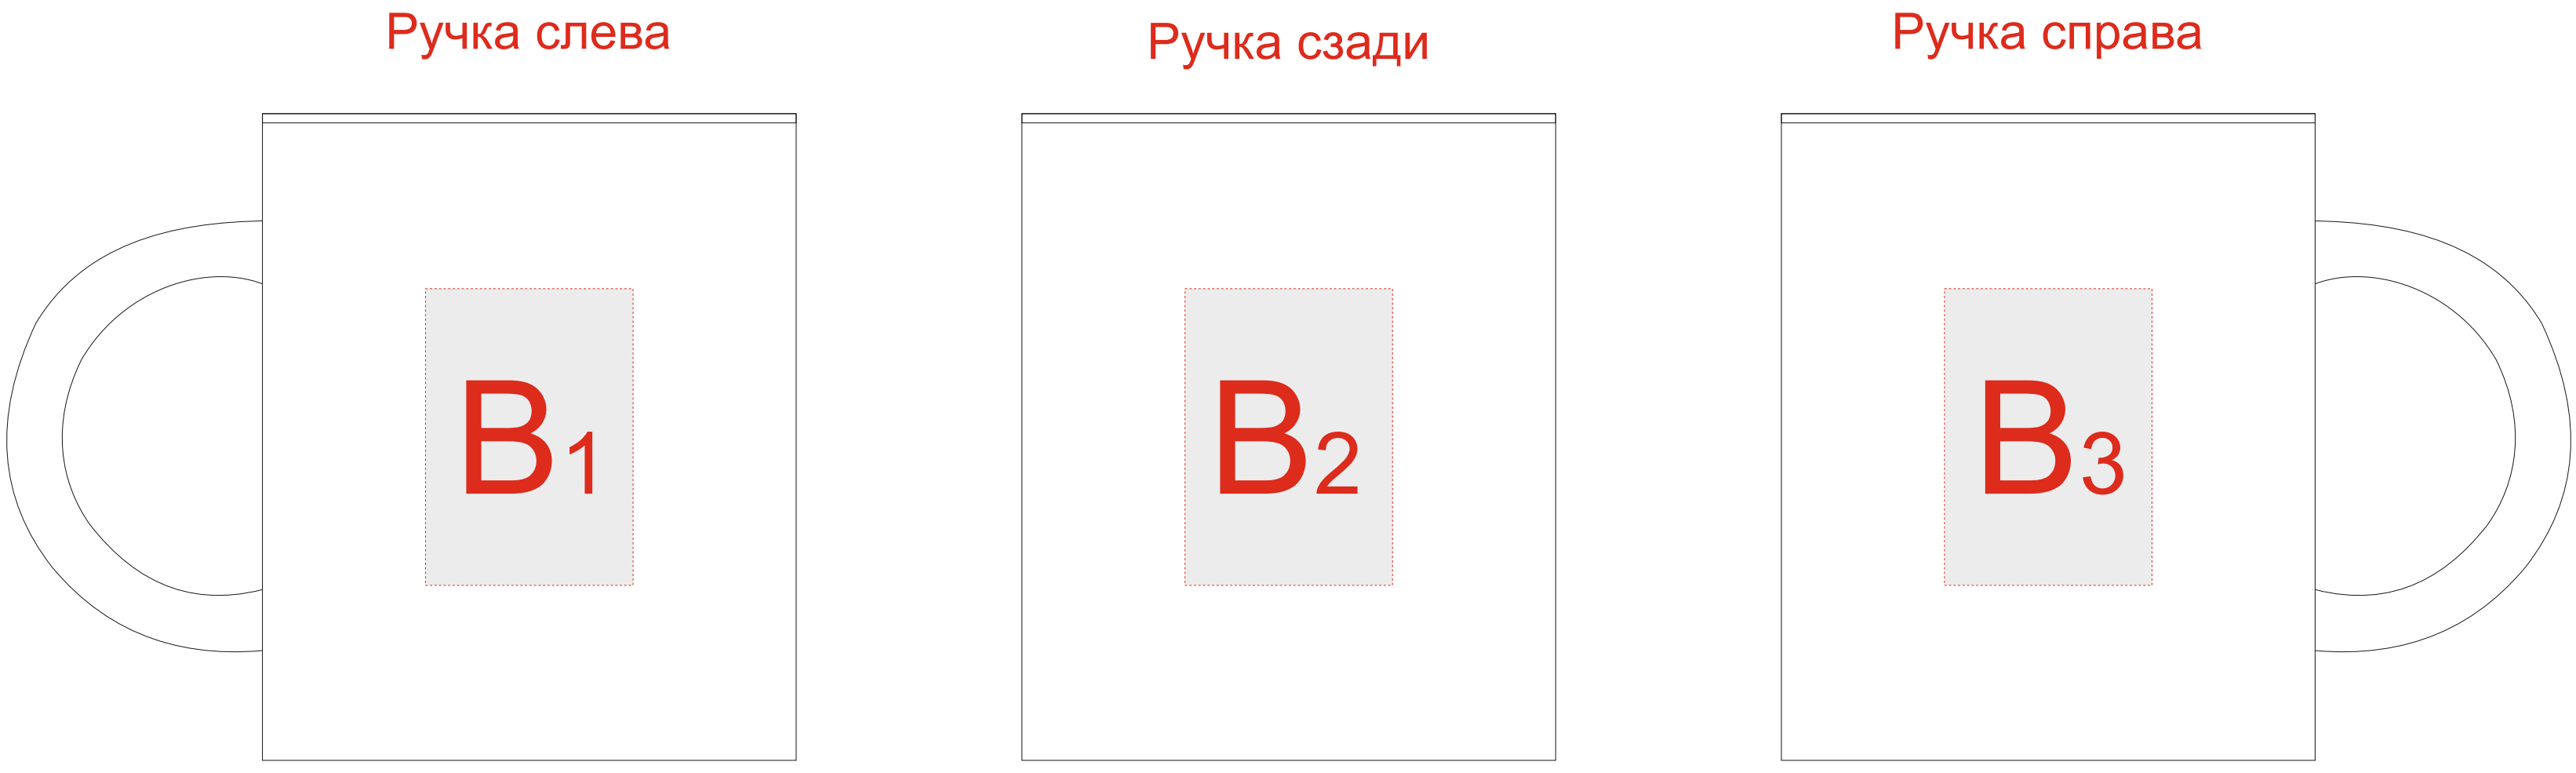 Ручка слева
Ручка сзади
Ручка справа
B1
B2
B3